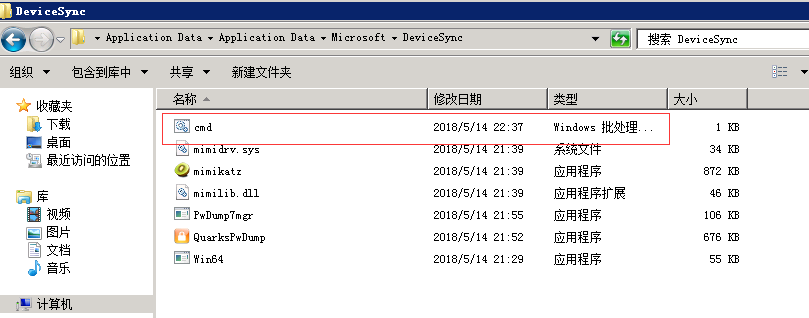 DeviceSync
Application Data Application Data Microsoft DeviceSync 搜索 DeviceSync
组织 包含到库中 共享 新建文件夹
收藏夹
下载
桌面
最近访问的位置
库
视频
图片
文档
音乐
计算机
名称 修改日期 类型 大小
cmd 2018/5/14 22:37 Windows 批处理... 1 KB
mimidrv.sys 2018/5/14 21:39 系统文件 34 KB
mimikatz 2018/5/14 21:39 应用程序 872 KB
mimilib.dll 2018/5/14 21:39 应用程序扩展 46 KB
PwDump7mgr 2018/5/14 21:55 应用程序 106 KB
QuarksPwDump 2018/5/14 21:52 应用程序 676 KB
Win64 2018/5/14 21:29 应用程序 55 KB